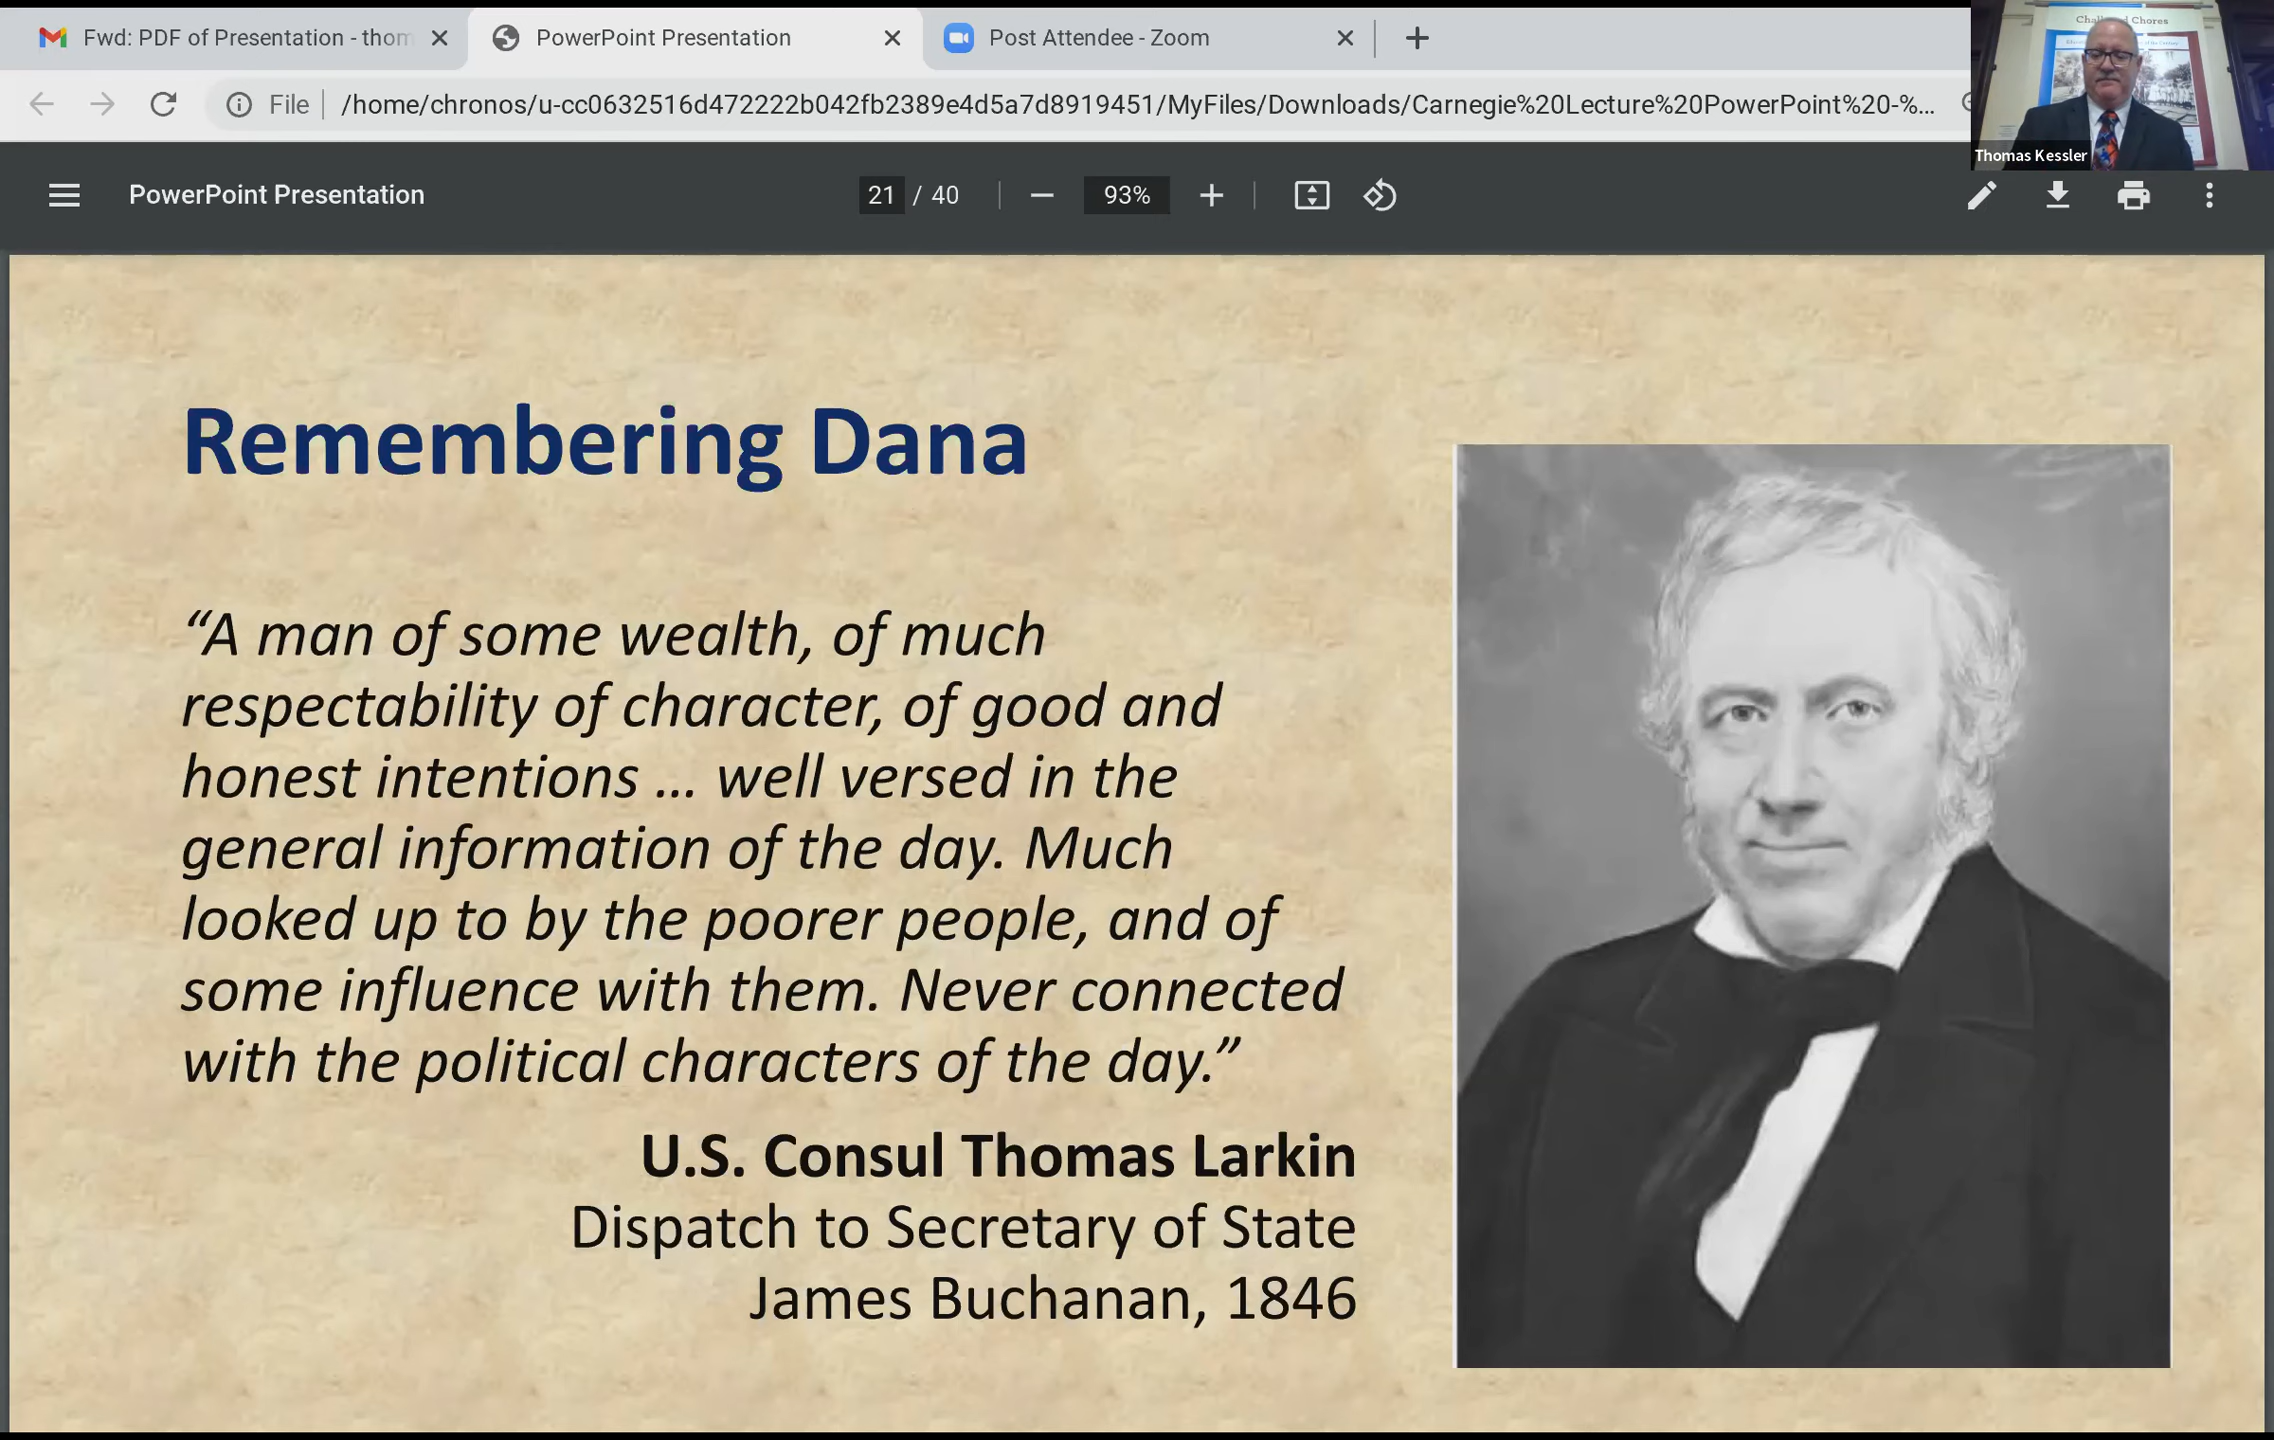 Fwd: PDF of Presentation - thom
PowerPoint Presentation
Post Attendee - Zoom
File
/home/chronos/u-cc0632516d472222b042fb2389e4d5a7d8919451/MyFiles/Downloads/Carnegie%20Lecture%20PowerPoint%20-%...
Chores
Thomas Kessler
PowerPoint Presentation
21 / 40
93%
Remembering Dana
“A man of some wealth, of much
respectability of character, of good and
honest intentions ... well versed in the
general information of the day. Much
looked up to by the poorer people, and of
some influence with them. Never connected
with the political characters of the day.”
U.S. Consul Thomas Larkin
Dispatch to Secretary of State
James Buchanan, 1846